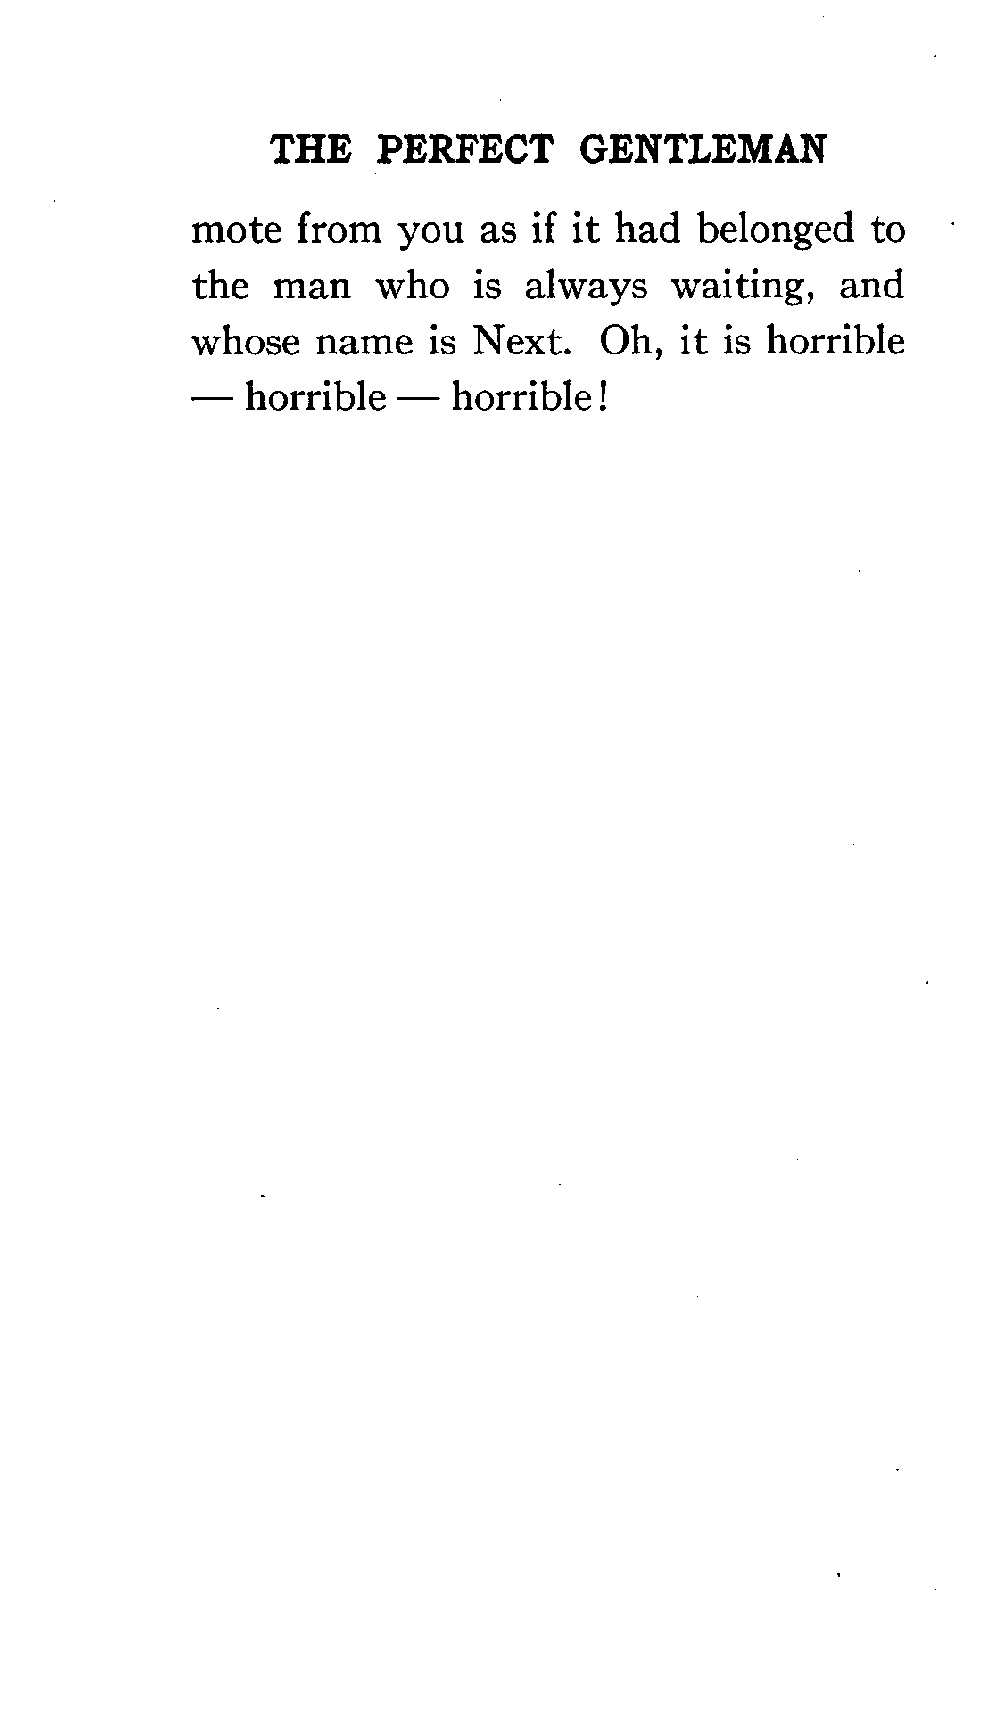 THE PERFECT GENTLEMAN
mote from you as if it had belonged to
the man who is always waiting, and
whose name is Next. Oh, it is horrible
— horrible — horrible!